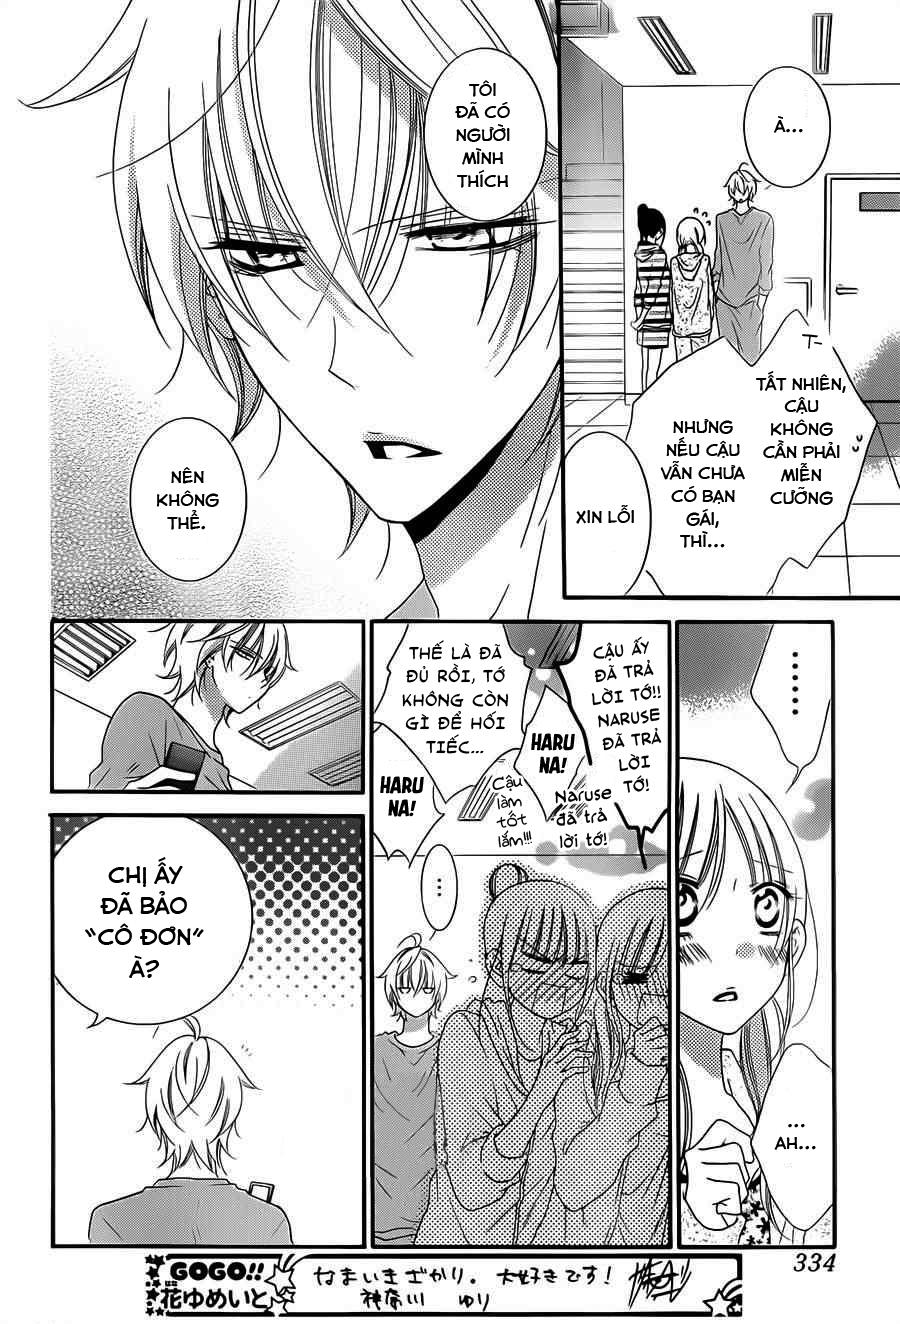 À...
TẤT NHIÊN,
CẬU
KHÔNG
CẦN PHẢI
MIỄN
CƯỠNG
NHƯNG
NẾU CẬU
VẪN CHƯA
CÓ BẠN
GÁI,
THÌ...
XIN LỖI
TÔI
ĐÃ CÓ
NGƯỜI
MÌNH
THÍCH
NÊN
KHÔNG
THỂ.
...
AH...
CẬU ẤY
ĐÃ TRẢ
LỜI TỚ!!
NARUSE
ĐÃ TRẢ
LỜI
TỚ!
HARU
NA!
Naruse
đã trả
lời tớ!
THẾ LÀ ĐÃ
ĐỦ RỒI, TỚ
KHÔNG CÒN
GÌ ĐỂ HỐI
TIẾC...
HARU
NA!
Cậu
làm
tốt
lắm!!!
...
CHỊ ẤY
ĐÃ BẢO
“CÔ ĐƠN”
À?
334
GOGO!!
花ゆめいと
なまいきざかり。大好きです!
神奈川 ゆり